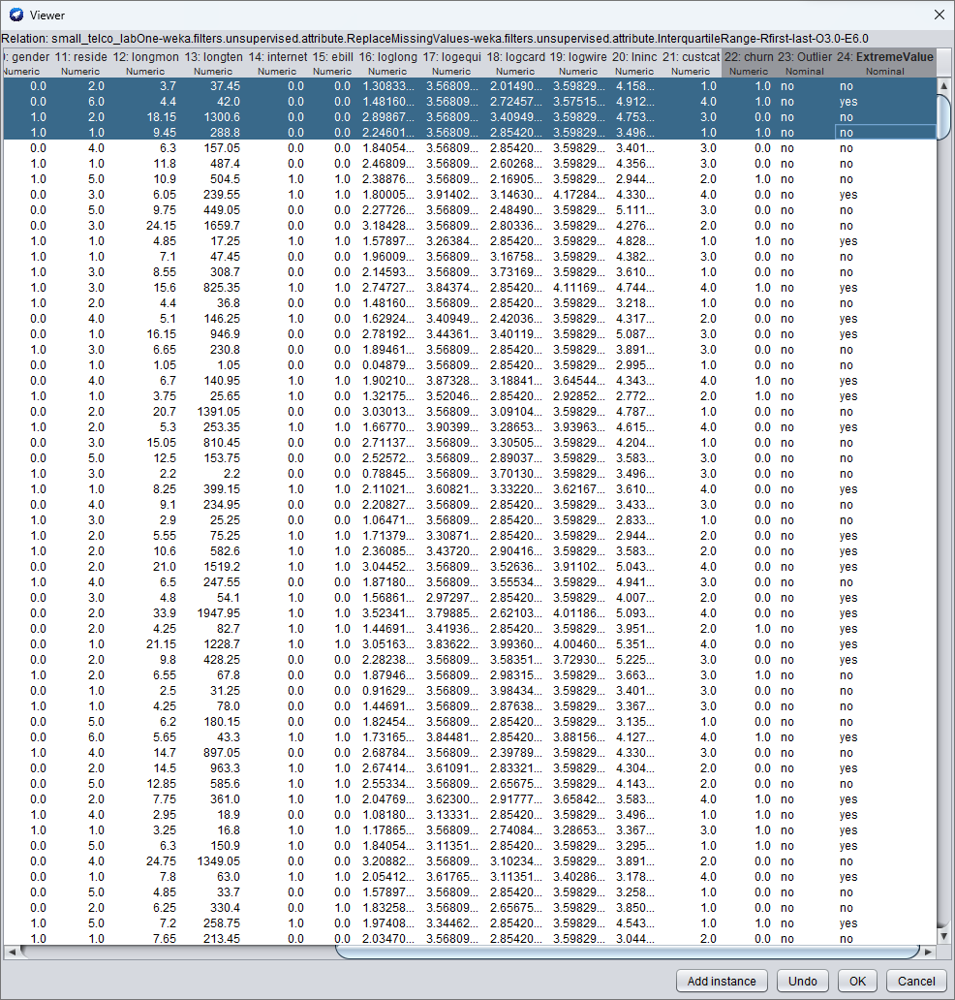 Viewer
Relation: small_telco_labOne-weka.filters.unsupervised.attribute.ReplaceMissingValues-weka.filters.unsupervised.attribute.InterquartileRange-Rfirst-last-O3.0-E6.0
): gender 11: reside 12: longmon 13: longten 14: internet 15: ebill 16: loglong 17: logequi 18: logcard 19: logwire 20: lninc 21: custcat 22: churn 23: Outlier 24: ExtremeValue
Numeric Numeric Numeric Numeric Numeric Numeric Numeric Numeric Numeric Numeric Numeric Numeric Numeric Nominal Nominal
0.0 2.0 3.7 37.45 0.0 0.0 1.30833... 3.56809... 2.01490... 3.59829... 4.158... 1.0 1.0 no no
0.0 6.0 4.4 42.0 0.0 0.0 1.48160... 3.56809... 2.72457... 3.57515... 4.912... 4.0 1.0 no yes
0.0 2.0 18.15 1300.6 0.0 0.0 2.89867... 3.56809... 3.40949... 3.59829... 4.753... 3.0 0.0 no no
1.0 1.0 9.45 288.8 0.0 0.0 2.24601... 3.56809... 2.85420... 3.59829... 3.496... 1.0 1.0 no no
0.0 4.0 6.3 157.05 0.0 0.0 1.84054... 3.56809... 2.85420... 3.59829... 3.401... 3.0 0.0 no no
1.0 1.0 11.8 487.4 0.0 0.0 2.46809... 3.56809... 2.60268... 3.59829... 4.356... 3.0 0.0 no no
1.0 5.0 10.9 504.5 1.0 1.0 2.38876... 3.56809... 2.16905... 3.59829... 2.944... 2.0 1.0 no no
0.0 3.0 6.05 239.55 1.0 1.0 1.80005... 3.91402... 3.14630... 4.17284... 4.330... 4.0 0.0 no yes
0.0 5.0 9.75 449.05 0.0 0.0 2.27726... 3.56809... 2.48490... 3.59829... 5.111... 3.0 0.0 no no
0.0 3.0 24.15 1659.7 0.0 0.0 3.18428... 3.56809... 2.80336... 3.59829... 4.276... 2.0 0.0 no no
1.0 1.0 4.85 17.25 1.0 0.0 1.57897... 3.26384... 2.85420... 3.59829... 4.828... 1.0 1.0 no yes
1.0 1.0 7.1 47.45 0.0 0.0 1.96009... 3.56809... 3.16758... 3.59829... 4.382... 3.0 0.0 no no
1.0 3.0 8.55 308.7 0.0 0.0 2.14593... 3.56809... 3.73169... 3.59829... 3.610... 1.0 0.0 no no
1.0 3.0 15.6 825.35 1.0 1.0 2.74727... 3.84374... 2.85420... 4.11169... 4.744... 4.0 1.0 no yes
1.0 2.0 4.4 36.8 0.0 0.0 1.48160... 3.56809... 2.85420... 3.59829... 3.218... 1.0 0.0 no no
0.0 4.0 5.1 146.25 1.0 1.0 1.62924... 3.40949... 2.42036... 3.59829... 4.317... 2.0 0.0 no yes
0.0 1.0 16.15 946.9 1.0 0.0 2.78192... 3.44361... 3.40119... 3.59829... 5.087... 3.0 0.0 no yes
1.0 3.0 6.65 230.8 0.0 0.0 1.89461... 3.56809... 2.85420... 3.59829... 3.891... 3.0 0.0 no no
1.0 1.0 1.05 1.05 0.0 0.0 0.04879... 3.56809... 2.85420... 3.59829... 2.995... 1.0 0.0 no no
0.0 4.0 6.7 140.95 1.0 0.0 1.90210... 3.87328... 3.18841... 3.64544... 4.343... 4.0 1.0 no yes
1.0 1.0 3.75 25.65 1.0 0.0 1.32175... 3.52046... 2.85420... 2.92852... 2.772... 2.0 1.0 no yes
0.0 2.0 20.7 1391.05 0.0 0.0 3.03013... 3.56809... 3.09104... 3.59829... 4.787... 1.0 0.0 no no
1.0 2.0 5.3 253.35 1.0 1.0 1.66770... 3.90399... 3.28653... 3.93963... 4.615... 4.0 0.0 no yes
0.0 3.0 15.05 810.45 0.0 0.0 2.71137... 3.56809... 3.30505... 3.59829... 4.204... 1.0 0.0 no no
0.0 5.0 12.5 153.75 0.0 0.0 2.52572... 3.56809... 2.89037... 3.59829... 3.583... 3.0 0.0 no no
1.0 3.0 2.2 2.2 0.0 0.0 0.78845... 3.56809... 3.70130... 3.59829... 3.496... 3.0 0.0 no no
1.0 1.0 8.25 399.15 1.0 1.0 2.11021... 3.60821... 3.33220... 3.62167... 3.610... 4.0 0.0 no yes
0.0 4.0 9.1 234.95 0.0 0.0 2.20827... 3.56809... 2.85420... 3.59829... 3.433... 3.0 0.0 no no
1.0 3.0 2.9 25.25 0.0 0.0 1.06471... 3.56809... 2.85420... 3.59829... 2.833... 1.0 0.0 no no
1.0 2.0 5.55 75.25 1.0 1.0 1.71379... 3.30871... 2.85420... 3.59829... 2.944... 2.0 0.0 no yes
1.0 2.0 10.6 582.6 1.0 1.0 2.36085... 3.43720... 2.90416... 3.59829... 3.583... 2.0 0.0 no yes
0.0 2.0 21.0 1519.2 1.0 0.0 3.04452... 3.56809... 3.52636... 3.91102... 5.043... 4.0 0.0 no yes
1.0 4.0 6.5 247.55 0.0 0.0 1.87180... 3.56809... 3.55534... 3.59829... 4.941... 3.0 0.0 no no
0.0 3.0 4.8 54.1 1.0 0.0 1.56861... 2.97297... 2.85420... 3.59829... 4.007... 2.0 0.0 no yes
0.0 2.0 33.9 1947.95 1.0 1.0 3.52341... 3.79885... 2.62103... 4.01186... 5.093... 4.0 0.0 no yes
0.0 2.0 4.25 82.7 1.0 1.0 1.44691... 3.41936... 2.85420... 3.59829... 3.951... 2.0 1.0 no yes
0.0 1.0 21.15 1228.7 1.0 1.0 3.05163... 3.83622... 3.99360... 4.00460... 5.351... 4.0 0.0 no yes
0.0 2.0 9.8 428.25 1.0 0.0 2.28238... 3.56809... 3.58351... 3.72930... 5.225... 3.0 0.0 no yes
1.0 2.0 6.55 67.8 0.0 0.0 1.87946... 3.56809... 2.98315... 3.59829... 3.663... 3.0 1.0 no no
0.0 1.0 2.5 31.25 0.0 0.0 0.91629... 3.56809... 3.98434... 3.59829... 3.401... 3.0 0.0 no no
1.0 1.0 4.25 78.0 1.0 0.0 1.44691... 3.56809... 2.87638... 3.59829... 3.367... 3.0 0.0 no no
0.0 5.0 6.2 180.15 0.0 0.0 1.82454... 3.56809... 2.85420... 3.59829... 3.135... 1.0 0.0 no no
0.0 6.0 5.65 43.3 1.0 1.0 1.73165... 3.84481... 2.85420... 3.88156... 4.127... 4.0 1.0 no yes
1.0 4.0 14.7 897.05 1.0 0.0 2.68784... 3.56809... 2.39789... 3.59829... 4.330... 3.0 0.0 no no
0.0 2.0 14.5 963.3 1.0 1.0 2.67414... 3.61091... 2.83321... 3.59829... 4.304... 2.0 0.0 no yes
0.0 5.0 12.85 585.6 1.0 0.0 2.55334... 3.56809... 2.65675... 3.59829... 4.143... 2.0 0.0 no no
0.0 2.0 7.75 361.0 1.0 1.0 2.04769... 3.62300... 2.91777... 3.65842... 3.583... 4.0 1.0 no yes
1.0 4.0 2.95 18.9 1.0 0.0 1.08180... 3.13331... 2.85420... 3.59829... 3.496... 1.0 1.0 no yes
1.0 1.0 3.25 16.8 1.0 1.0 1.17865... 3.56809... 2.74084... 3.28653... 3.367... 3.0 1.0 no yes
0.0 5.0 6.3 150.9 1.0 0.0 1.84054... 3.11351... 2.85420... 3.59829... 3.295... 1.0 0.0 no yes
0.0 4.0 24.75 1349.05 0.0 0.0 3.20882... 3.56809... 3.10234... 3.59829... 3.891... 2.0 0.0 no no
0.0 1.0 7.8 63.0 1.0 0.0 2.05412... 3.61765... 3.11351... 3.40286... 3.178... 4.0 1.0 no yes
0.0 5.0 4.85 33.7 0.0 0.0 1.57897... 3.56809... 2.85420... 3.59829... 3.258... 1.0 0.0 no no
0.0 2.0 6.25 330.4 0.0 1.0 1.83258... 3.56809... 2.65675... 3.59829... 3.850... 1.0 0.0 no no
1.0 5.0 7.2 258.75 1.0 0.0 1.97408... 3.34462... 2.85420... 3.59829... 4.543... 1.0 0.0 no yes
1.0 1.0 7.65 213.45 1.0 0.0 2.03470... 3.56809... 2.85420... 3.59829... 3.044... 2.0 0.0 no no
Add instance Undo OK Cancel